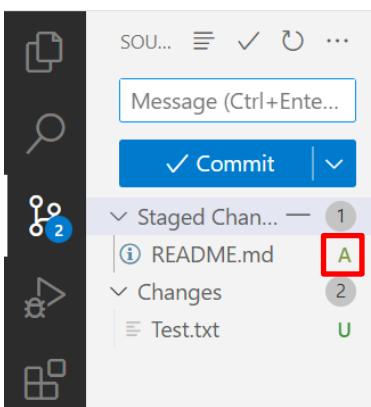 SOU...
Message (Ctrl+Ente...
Commit
2
Staged Chan... 1
README.md A
Changes 2
Test.txt U